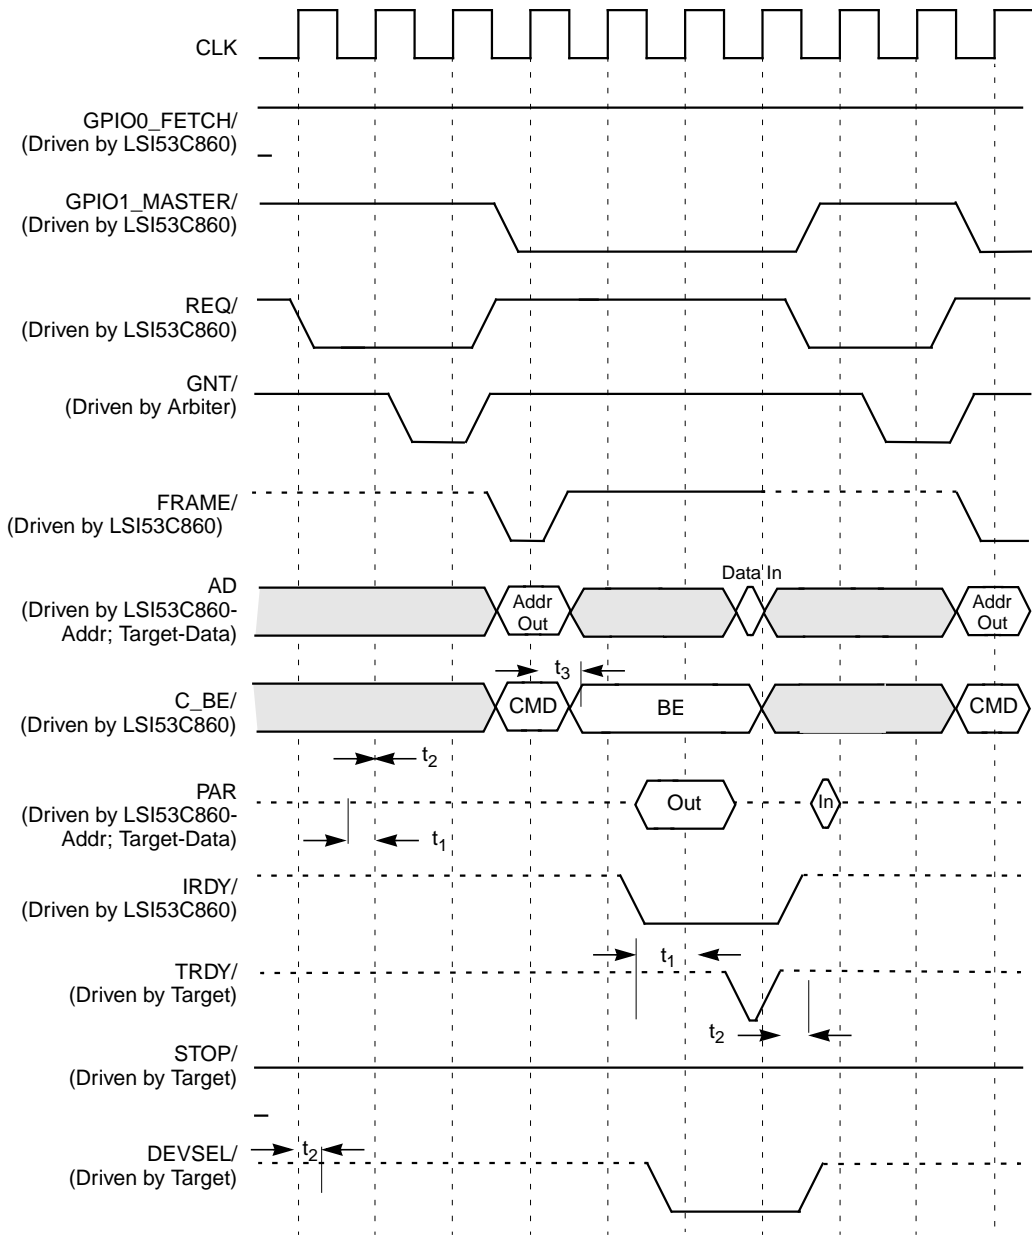 CLK
GPIO0_FETCH/
(Driven by LSI53C860)
GPIO1_MASTER/
(Driven by LSI53C860)
REQ/
(Driven by LSI53C860)
GNT/
(Driven by Arbiter)
FRAME/
(Driven by LSI53C860)
Data In
AD
(Driven by LSI53C860-
Addr; Target-Data)
Addr
Out
Addr
Out
t3
C_BE/
(Driven by LSI53C860)
CMD
BE
CMD
t2
PAR
(Driven by LSI53C860-
Addr; Target-Data)
Out
In
t1
IRDY/
(Driven by LSI53C860)
t1
TRDY/
(Driven by Target)
t2
STOP/
(Driven by Target)
t2
DEVSEL/
(Driven by Target)